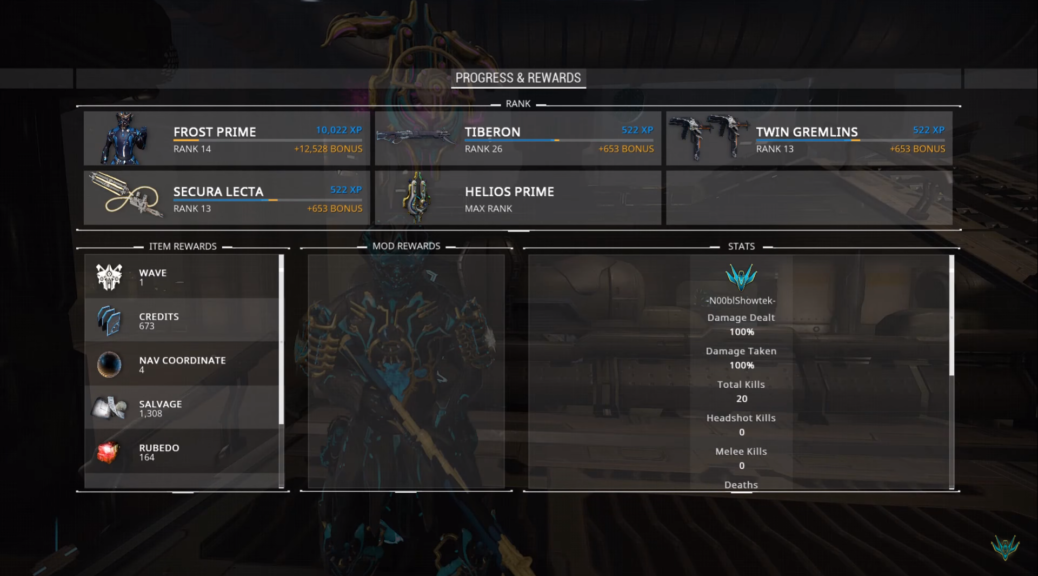 PROGRESS & REWARDS
RANK
FROST PRIME 10,022 XP
RANK 14 +12,528 BONUS
TIBERON 522 XP
RANK 26 +653 BONUS
TWIN GREMLINS 522 XP
RANK 13 +653 BONUS
SECURA LECTA 522 XP
RANK 13 +653 BONUS
HELIOS PRIME
MAX RANK
ITEM REWARDS
WAVE
1
CREDITS
673
NAV COORDINATE
4
SALVAGE
1,308
RUBEDO
164
MOD REWARDS
STATS
-N00blShowtek-
Damage Dealt
100%
Damage Taken
100%
Total Kills
20
Headshot Kills
0
Melee Kills
0
Deaths